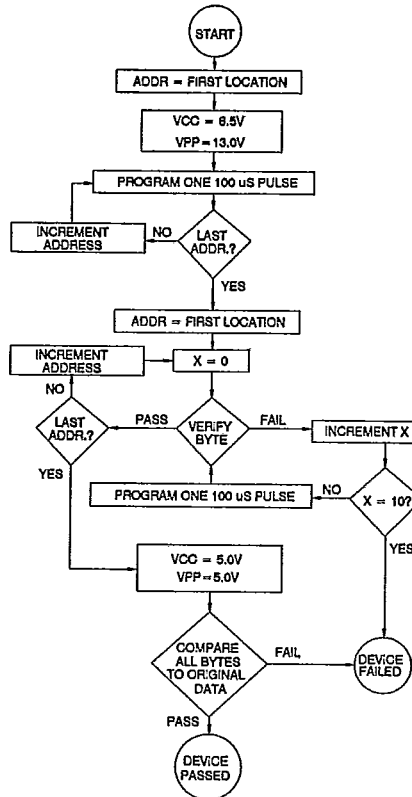 START
ADDR = FIRST LOCATION
VCC = 6.5V
VPP = 13.0V
PROGRAM ONE 100 uS PULSE
INCREMENT
ADDRESS
NO
LAST
ADDR.?
YES
ADDR = FIRST LOCATION
INCREMENT
ADDRESS
X = 0
NO
LAST
ADDR.?
PASS
VERIFY
BYTE
FAIL
INCREMENT X
YES
PROGRAM ONE 100 uS PULSE
NO
X = 10?
YES
VCC = 5.0V
VPP = 5.0V
COMPARE
ALL BYTES
TO ORIGINAL
DATA
FAIL
DEVICE
FAILED
PASS
DEVICE
PASSED